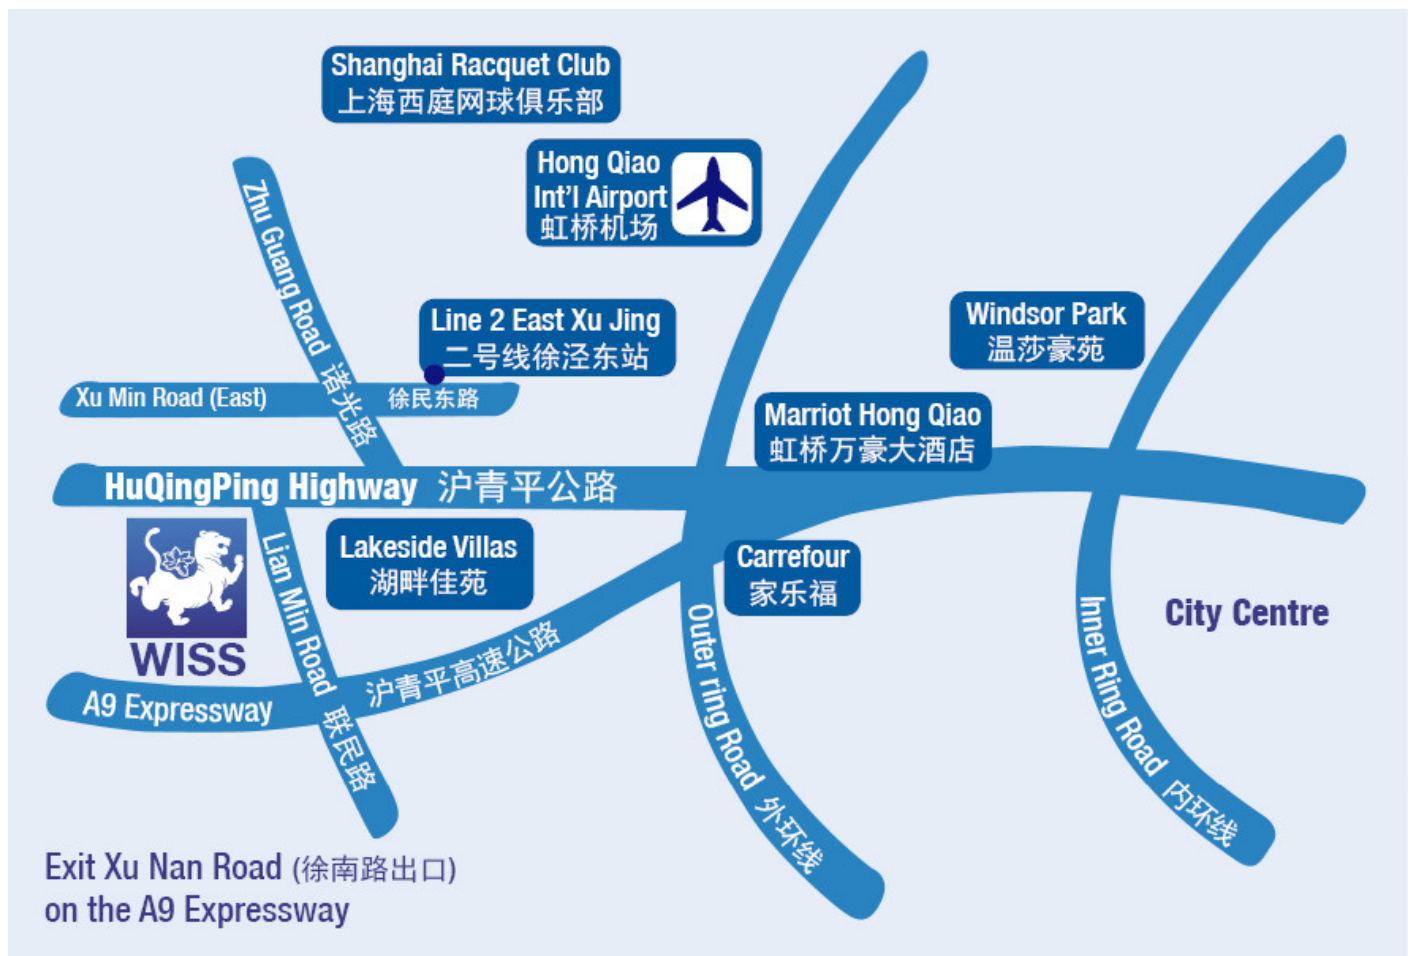 Shanghai Racquet Club
上海西庭网球俱乐部
Hong Qiao
Int'l Airport
虹桥机场
Zhu Guang Road 诸光路
Line 2 East Xu Jing
二号线徐泾东站
Windsor Park
温莎豪苑
Xu Min Road (East) 徐民东路
Marriot Hong Qiao
虹桥万豪大酒店
HuQingPing Highway 沪青平公路
Lakeside Villas
湖畔佳苑
Carrefour
家乐福
WISS
Lian Min Road 联民路
City Centre
A9 Expressway 沪青平高速公路
Outer ring Road 外环线
Inner Ring Road 内环线
Exit Xu Nan Road (徐南路出口)
on the A9 Expressway